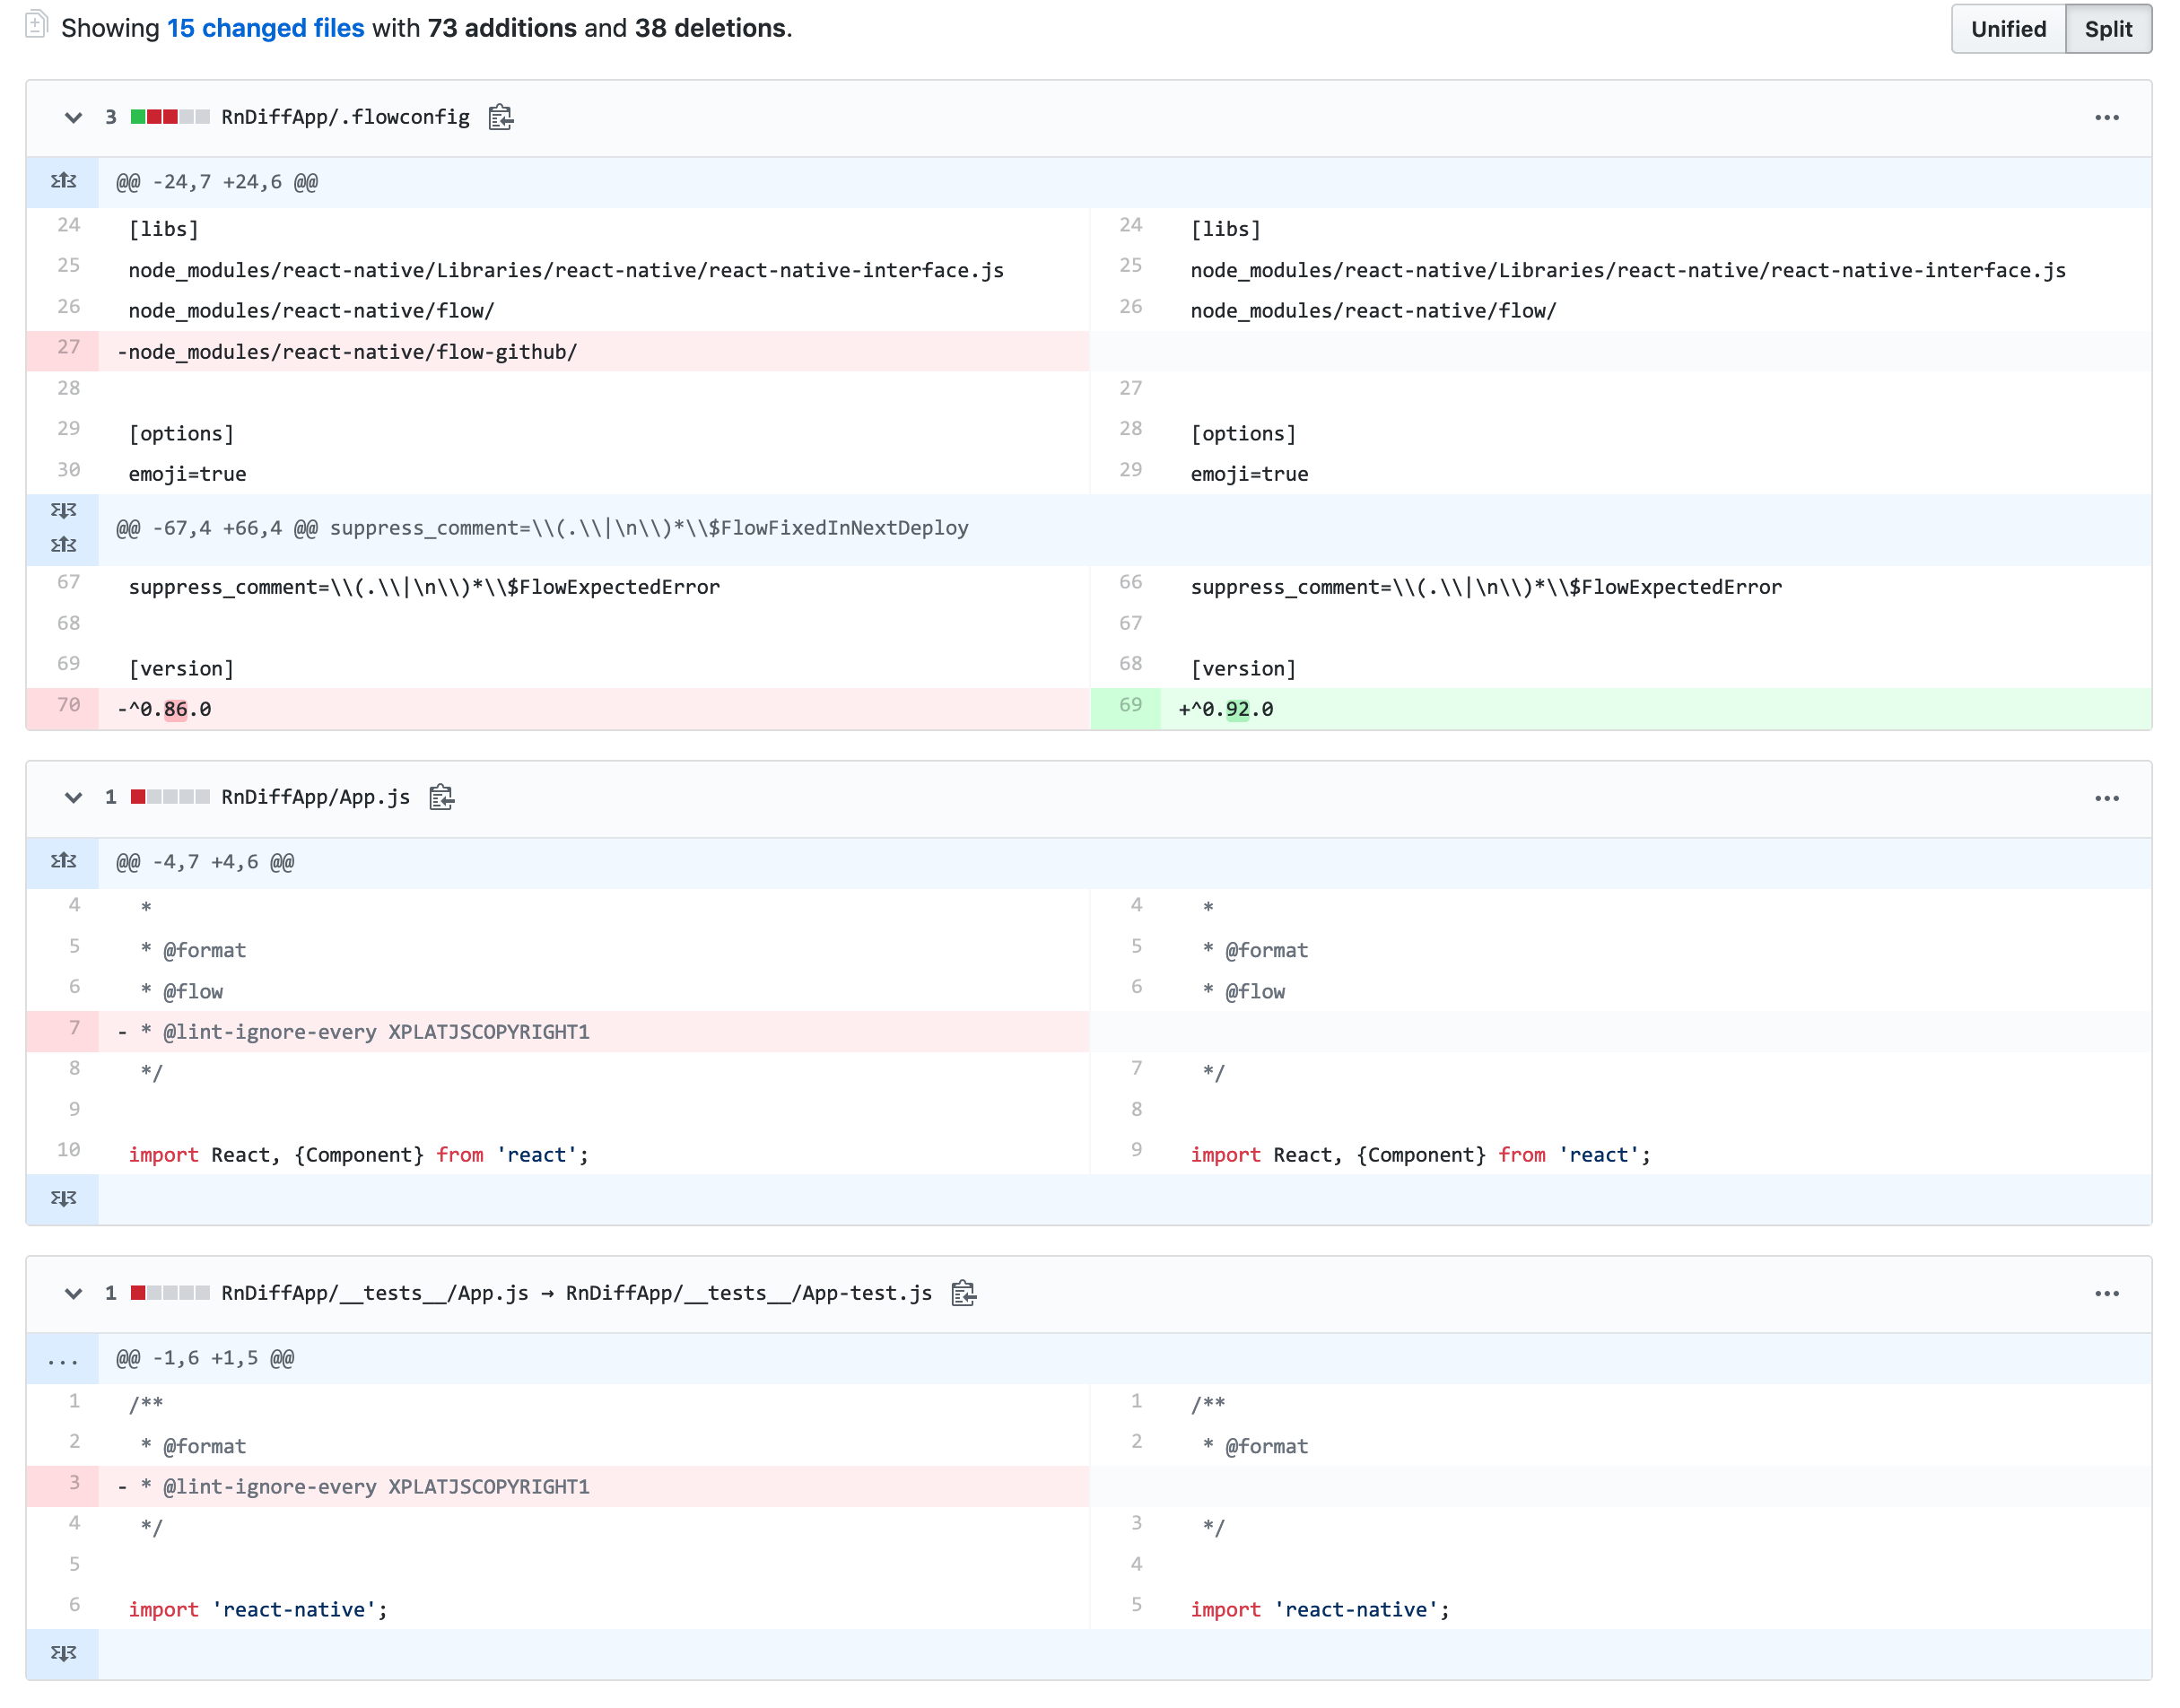 Showing 15 changed files with 73 additions and 38 deletions.
Unified Split
3 RnDiffApp/.flowconfig
@@ -24,7 +24,6 @@
24 [libs] 24 [libs]
25 node_modules/react-native/Libraries/react-native/react-native-interface.js 25 node_modules/react-native/Libraries/react-native/react-native-interface.js
26 node_modules/react-native/flow/ 26 node_modules/react-native/flow/
27 -node_modules/react-native/flow-github/
28 27
29 [options] 28 [options]
30 emoji=true 29 emoji=true
@@ -67,4 +66,4 @@ suppress_comment=\\(.\\|\n\\)*\\$FlowFixedInNextDeploy
67 suppress_comment=\\(.\\|\n\\)*\\$FlowExpectedError 66 suppress_comment=\\(.\\|\n\\)*\\$FlowExpectedError
68 67
69 [version] 68 [version]
70 -^0.86.0 69 +^0.92.0
1 RnDiffApp/App.js
@@ -4,7 +4,6 @@
4 * 4 *
5 * @format 5 * @format
6 * @flow 6 * @flow
7 - * @lint-ignore-every XPLATJSCOPYRIGHT1
8 */ 7 */
9 8
10 import React, {Component} from 'react'; 9 import React, {Component} from 'react';
1 RnDiffApp/__tests__/App.js → RnDiffApp/__tests__/App-test.js
... @@ -1,6 +1,5 @@
1 /** 1 /**
2 * @format 2 * @format
3 - * @lint-ignore-every XPLATJSCOPYRIGHT1
4 */ 3 */
5 4
6 import 'react-native'; 5 import 'react-native';